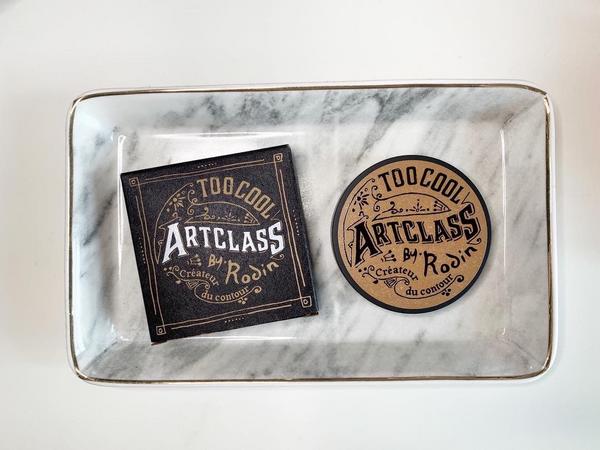 TOO COOL
ARTCLASS
By Rodin
Créateur
du contour
TOO COOL
ARTCLASS
By Rodin
Créateur
du contour